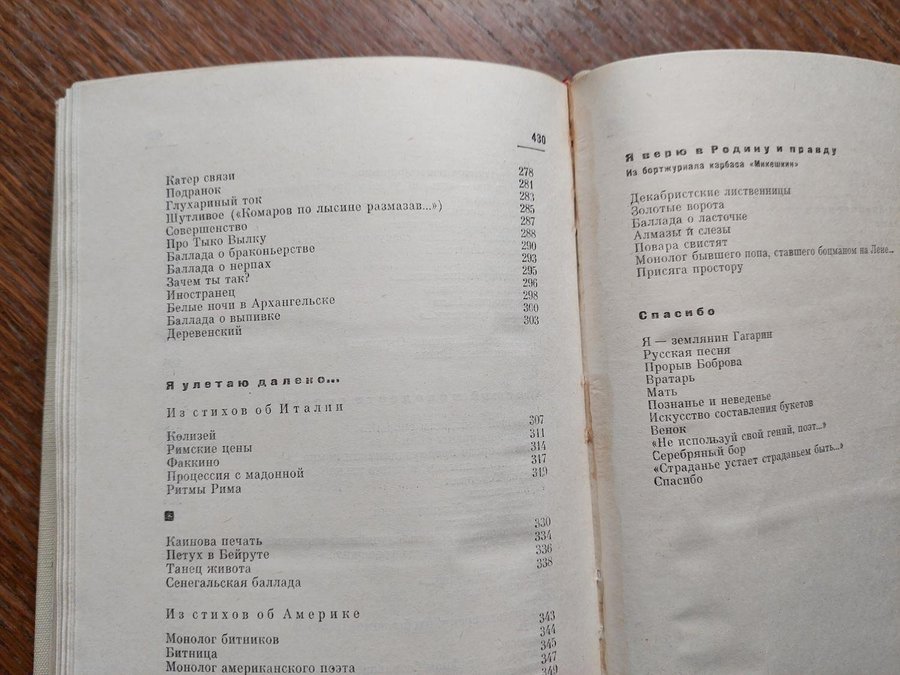 430
Катер связи 278
Подранок 281
Глухариный ток 283
Шутливое («Комаров по лысине размазав...») 285
Совершенство 287
Про Тыко Вылку 288
Баллада о браконьерстве 290
Баллада о нерпах 293
Зачем ты так? 295
Иностранец 296
Белые ночи в Архангельске 298
Баллада о выпивке 300
Деревенский 303
Я улетаю далеко...
Из стихов об Италии
Колизей 307
Римские цены 311
Факкино 314
Процессия с мадонной 317
Ритмы Рима 319
Каинова печать 330
Петух в Бейруте 334
Танец живота 336
Сенегальская баллада 338
Из стихов об Америке
Монолог битников 343
Битница 344
Монолог американского поэта 345
347
349
Я верю в Родину и правду
Из бортжурнала карбаса «Микешкин»
Декабристские лиственницы
Золотые ворота
Баллада о ласточке
Алмазы и слезы
Повара свистят
Монолог бывшего попа, ставшего боцманом на Лене...
Присяга простору
Спасибо
Я — землянин Гагарин
Русская песня
Прорыв Боброва
Вратарь
Мать
Познанье и неведенье
Искусство составления букетов
Венок
«Не используй свой гений, поэт...»
Серебряный бор
«Страданье устает страдавьем быть...»
Спасибо